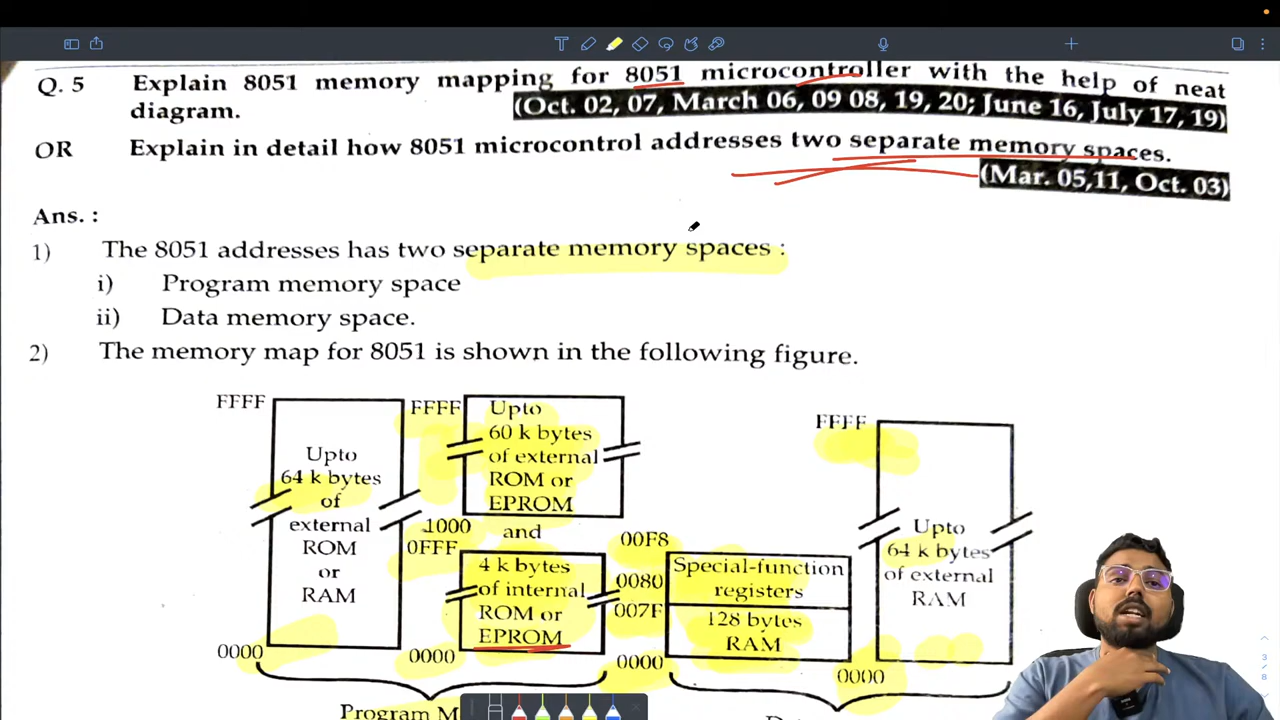 Q. 5 Explain 8051 memory mapping for 8051 microcontroller with the help of neat
diagram. (Oct. 02, 07, March 06, 09 08, 19, 20; June 16, July 17, 19)
OR Explain in detail how 8051 microcontrol addresses two separate memory spaces.
(Mar. 05,11, Oct. 03)
Ans. :
1) The 8051 addresses has two separate memory spaces :
i) Program memory space
ii) Data memory space.
2) The memory map for 8051 is shown in the following figure.
FFFF
Upto
64 k bytes
of
external
ROM
or
RAM
0000
FFFF
Upto
60 k bytes
of external
ROM or
EPROM
1000
and
0FFF
4 k bytes
of internal
ROM or
EPROM
0000
00F8
Special-function
registers
0080
007F
128 bytes
RAM
0000
FFFF
Upto
64 k bytes
of external
RAM
0000
Program M
3
8